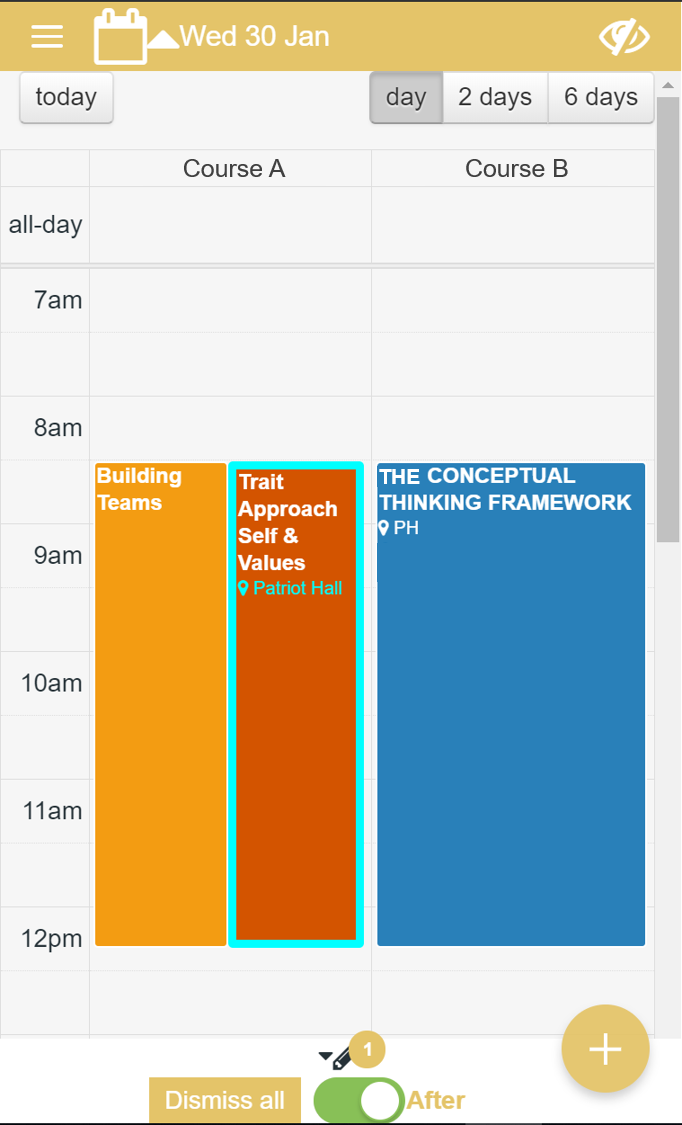 Wed 30 Jan
today
day 2 days 6 days
Course A Course B
all-day
7am
8am
Building
Teams
Trait
Approach
Self &
Values
Patriot Hall
THE CONCEPTUAL
THINKING FRAMEWORK
PH
9am
10am
11am
12pm
1
Dismiss all After